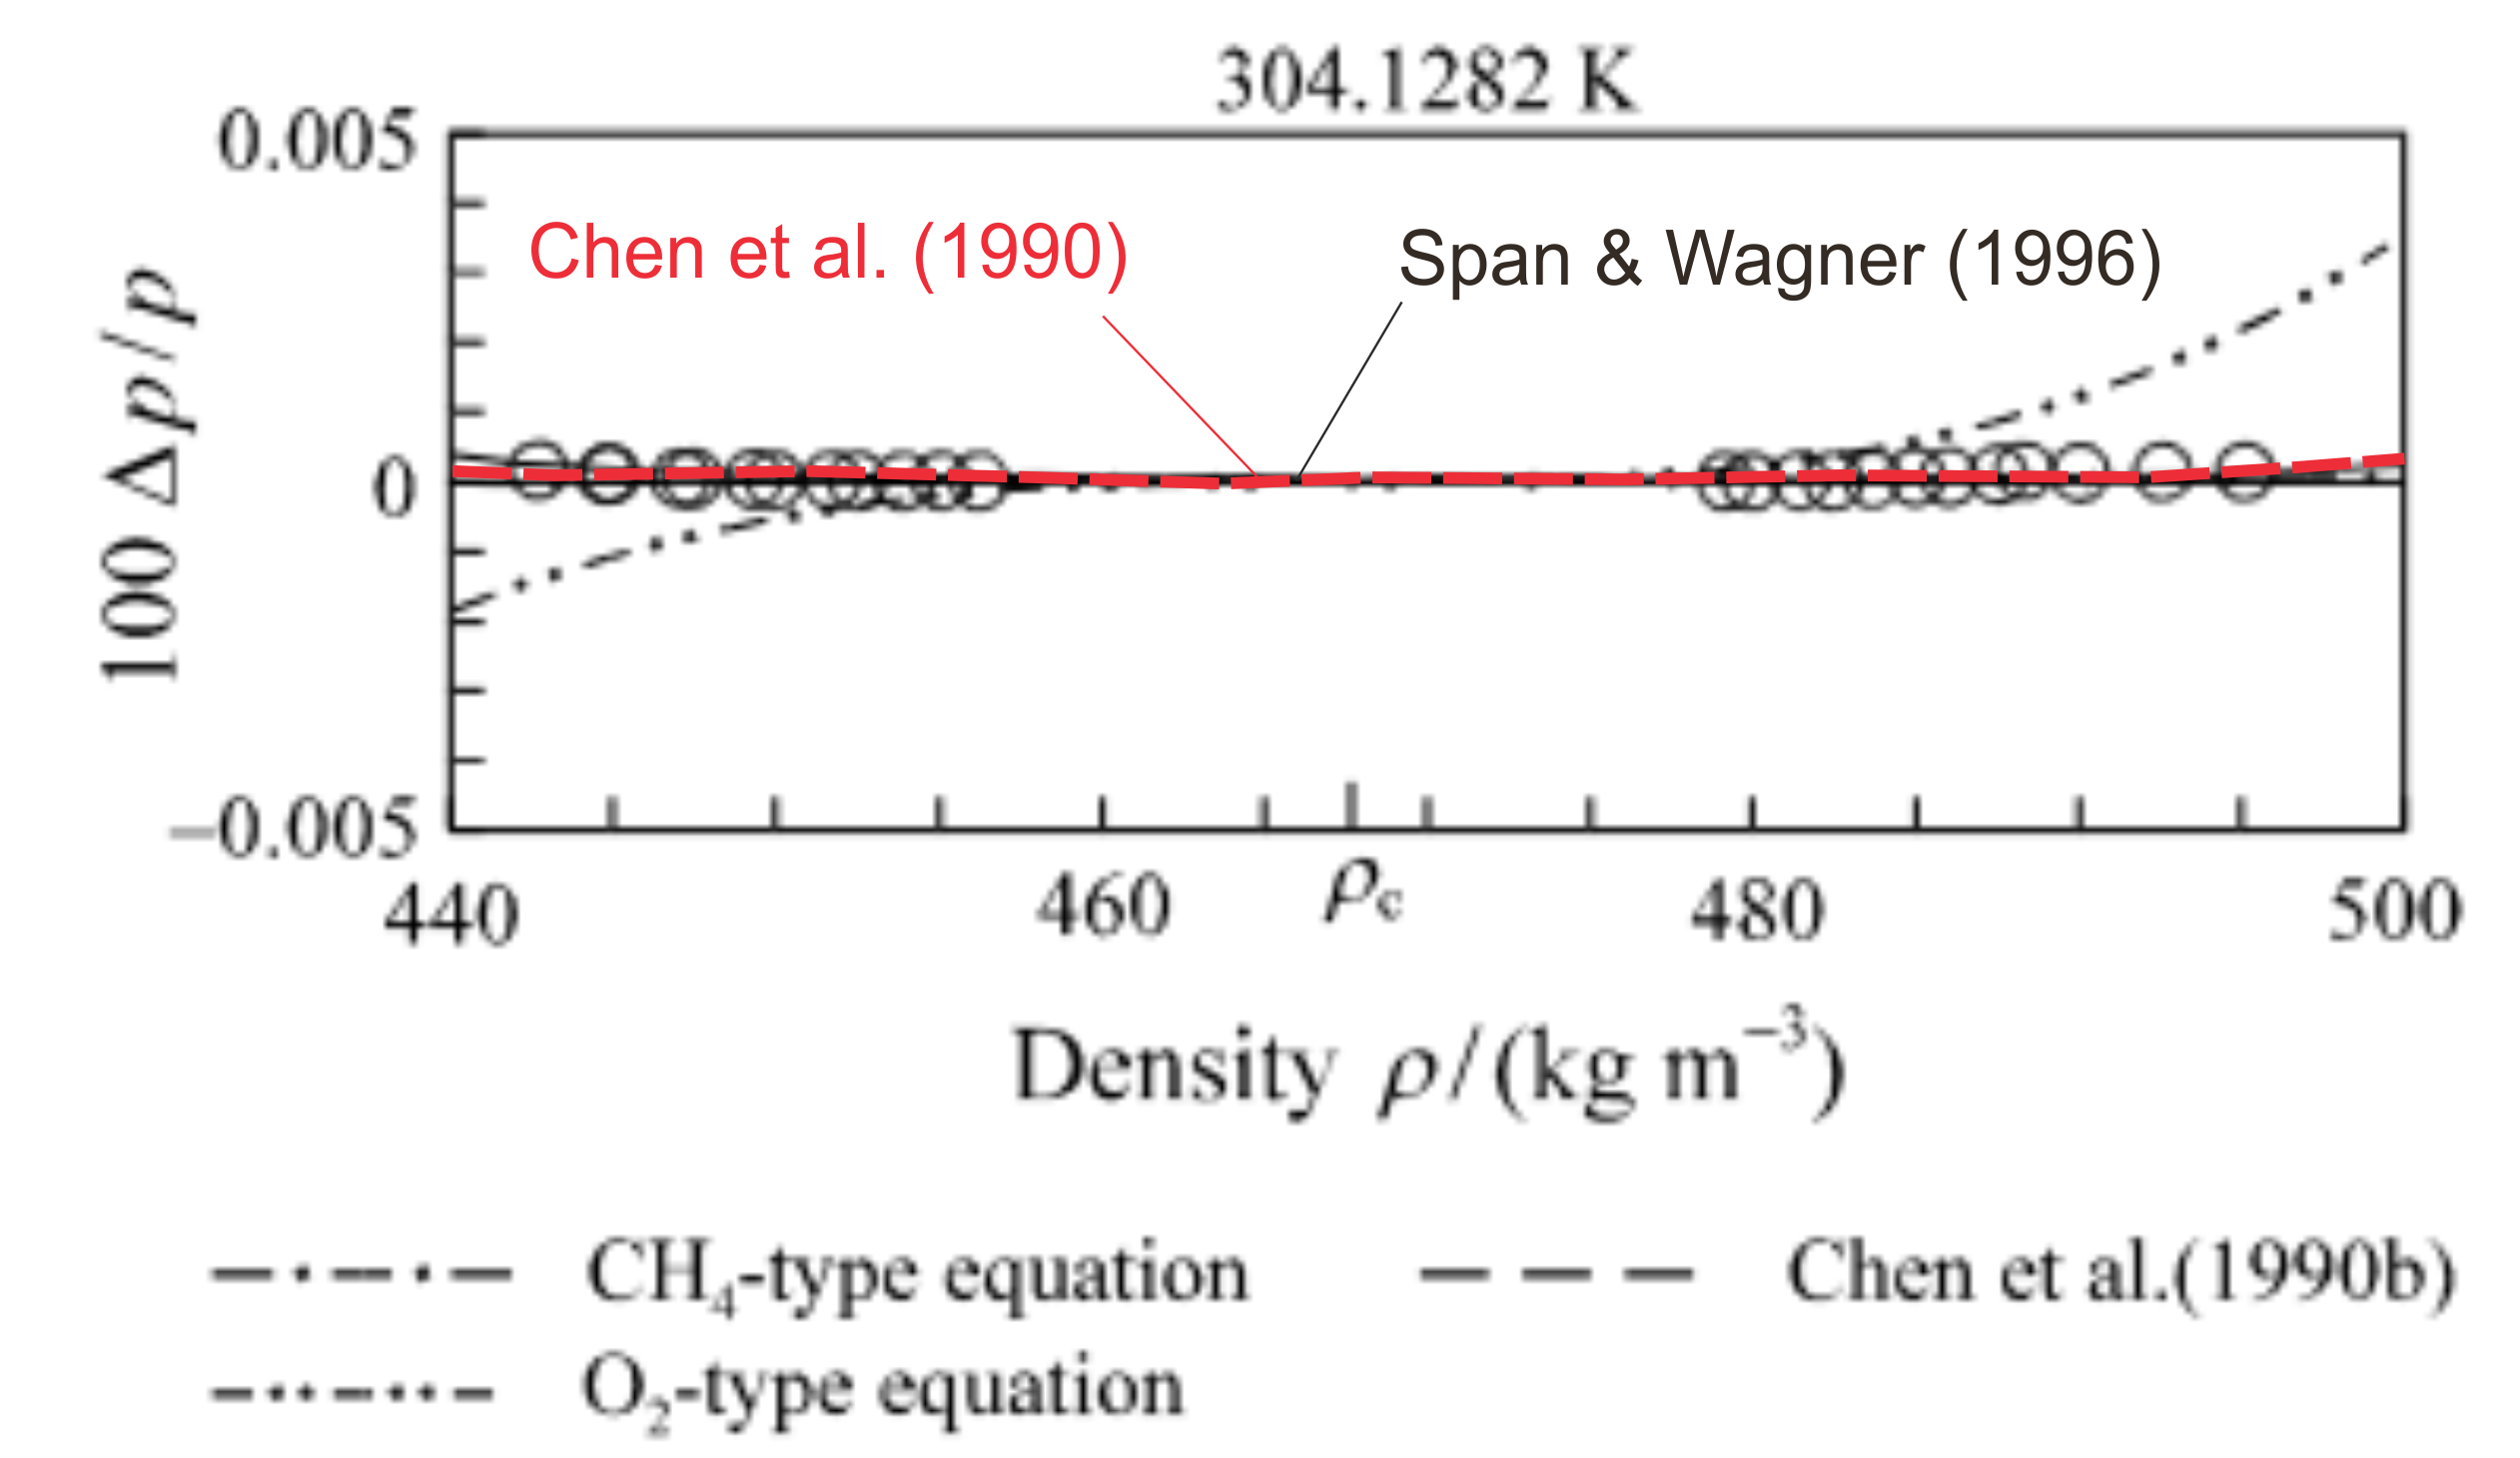 304.1282 K
0.005
Chen et al. (1990)
Span & Wagner (1996)
100 Δp/p
0
−0.005
440
460
ρc
480
500
Density ρ/(kg m⁻³)
CH₄-type equation
Chen et al.(1990b)
O₂-type equation